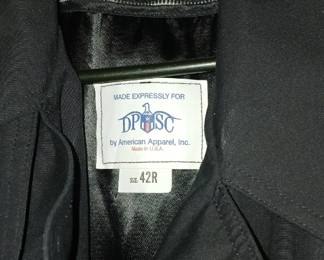 MADE EXPRESSLY FOR
DPSC
by American Apparel, Inc.
Made in U.S.A.
SZ. 42R